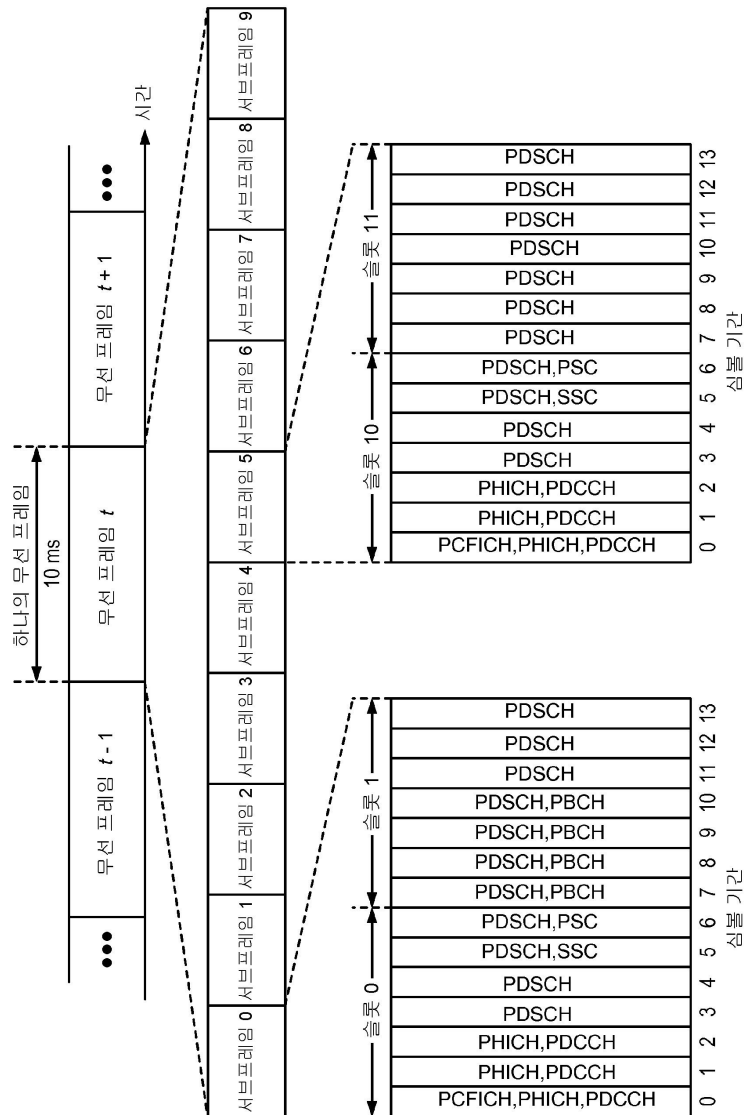 하나의 무선 프레임
10 ms
무선 프레임 t - 1
무선 프레임 t
무선 프레임 t + 1
시간
서브프레임 0
서브프레임 1
서브프레임 2
서브프레임 3
서브프레임 4
서브프레임 5
서브프레임 6
서브프레임 7
서브프레임 8
서브프레임 9
슬롯 0
슬롯 1
PCFICH,PHICH,PDCCH
PHICH,PDCCH
PHICH,PDCCH
PDSCH
PDSCH
PDSCH,SSC
PDSCH,PSC
PDSCH,PBCH
PDSCH,PBCH
PDSCH,PBCH
PDSCH,PBCH
PDSCH
PDSCH
PDSCH
0 1 2 3 4 5 6 7 8 9 10 11 12 13
심볼 기간
슬롯 10
슬롯 11
PCFICH,PHICH,PDCCH
PHICH,PDCCH
PHICH,PDCCH
PDSCH
PDSCH
PDSCH,SSC
PDSCH,PSC
PDSCH
PDSCH
PDSCH
PDSCH
PDSCH
PDSCH
PDSCH
0 1 2 3 4 5 6 7 8 9 10 11 12 13
심볼 기간